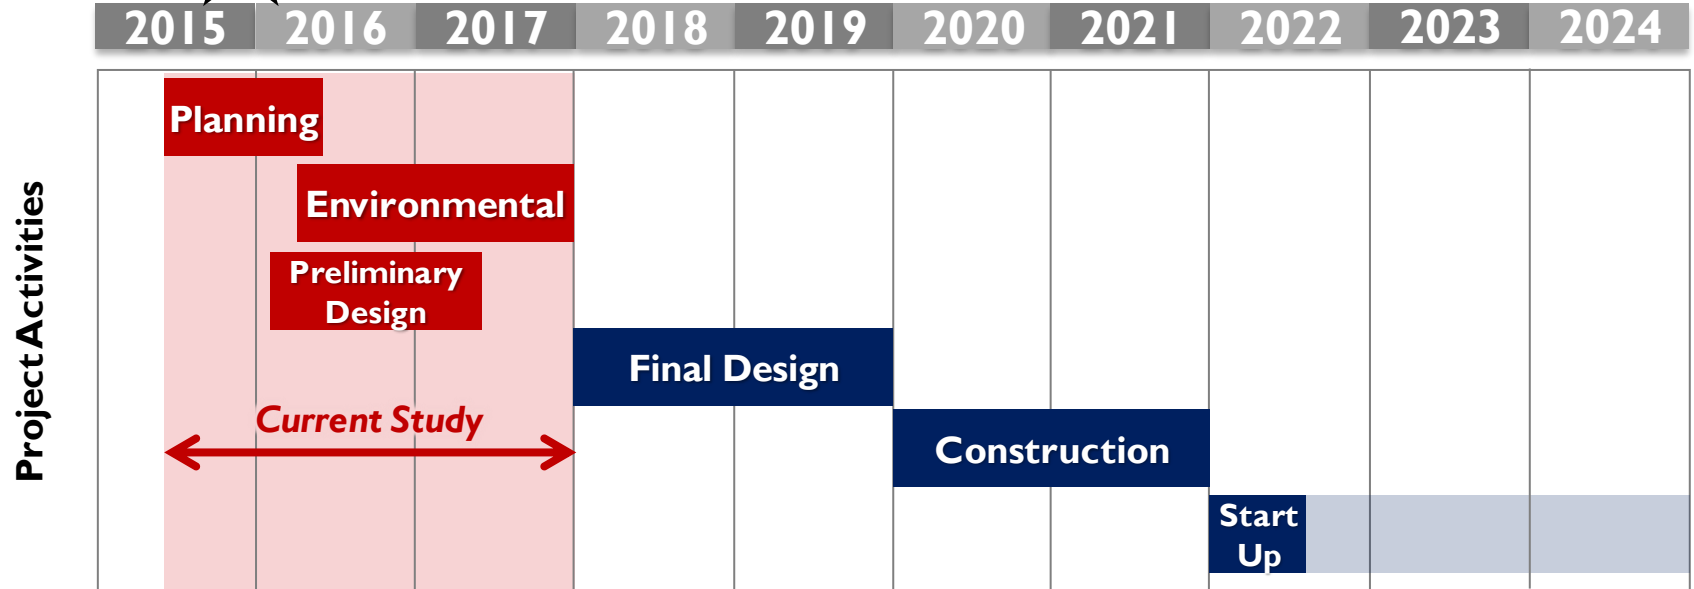 2015 2016 2017 2018 2019 2020 2021 2022 2023 2024
Planning
Environmental
Preliminary
Design
Final Design
Current Study
Construction
Start
Up
Project Activities